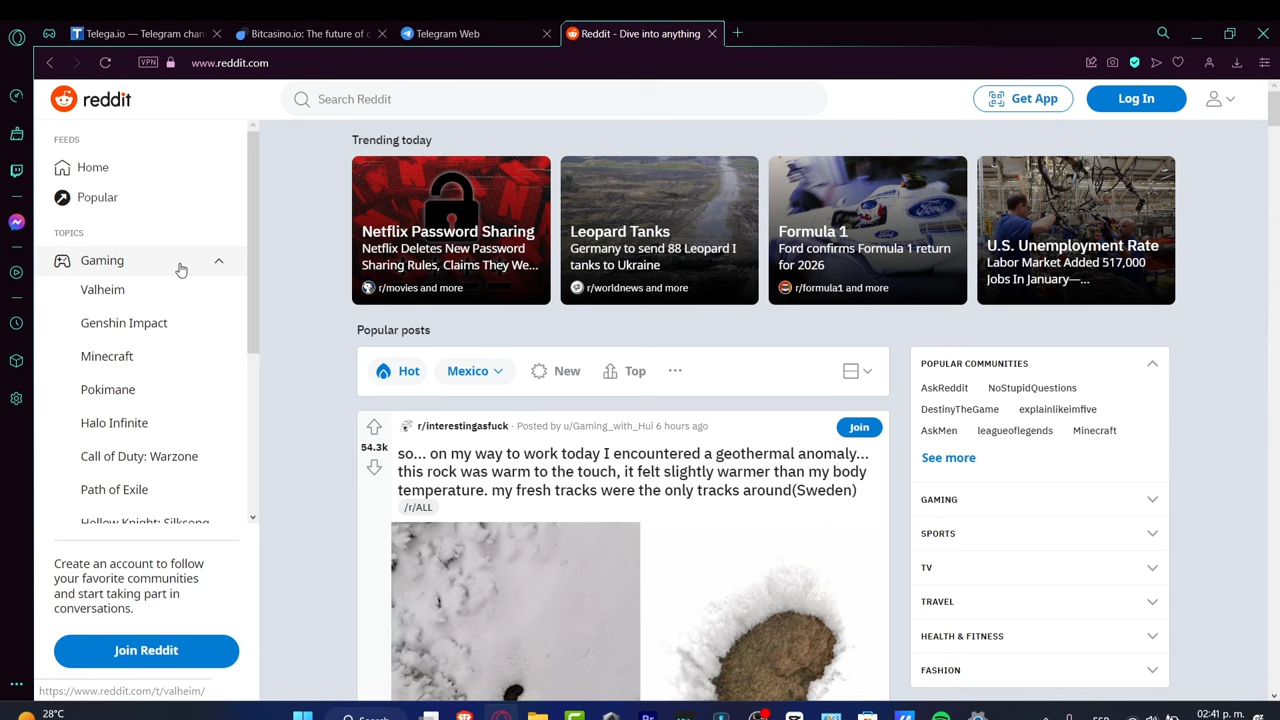 Telega.io — Telegram chan
Bitcasino.io: The future of c
Telegram Web
Reddit - Dive into anything
VPN
www.reddit.com
reddit
Search Reddit
Get App
Log In
FEEDS
Home
Popular
TOPICS
Gaming
Valheim
Genshin Impact
Minecraft
Pokimane
Halo Infinite
Call of Duty: Warzone
Path of Exile
Hollow Knight: Silksong
Create an account to follow
your favorite communities
and start taking part in
conversations.
Join Reddit
https://www.reddit.com/t/valheim/
Trending today
Netflix Password Sharing
Netflix Deletes New Password
Sharing Rules, Claims They We...
r/movies and more
Leopard Tanks
Germany to send 88 Leopard I
tanks to Ukraine
r/worldnews and more
Formula 1
Ford confirms Formula 1 return
for 2026
r/formula1 and more
U.S. Unemployment Rate
Labor Market Added 517,000
Jobs In January—...
Ford
Popular posts
Hot
Mexico
New
Top
54.3k
r/interestingasfuck · Posted by u/Gaming_with_Hui 6 hours ago
Join
so... on my way to work today I encountered a geothermal anomaly...
this rock was warm to the touch, it felt slightly warmer than my body
temperature. my fresh tracks were the only tracks around(Sweden)
/r/ALL
POPULAR COMMUNITIES
AskReddit NoStupidQuestions
DestinyTheGame explainlikeimfive
AskMen leagueoflegends Minecraft
See more
GAMING
SPORTS
TV
TRAVEL
HEALTH & FITNESS
FASHION
28°C
Search
ESP
02:41 p. m.